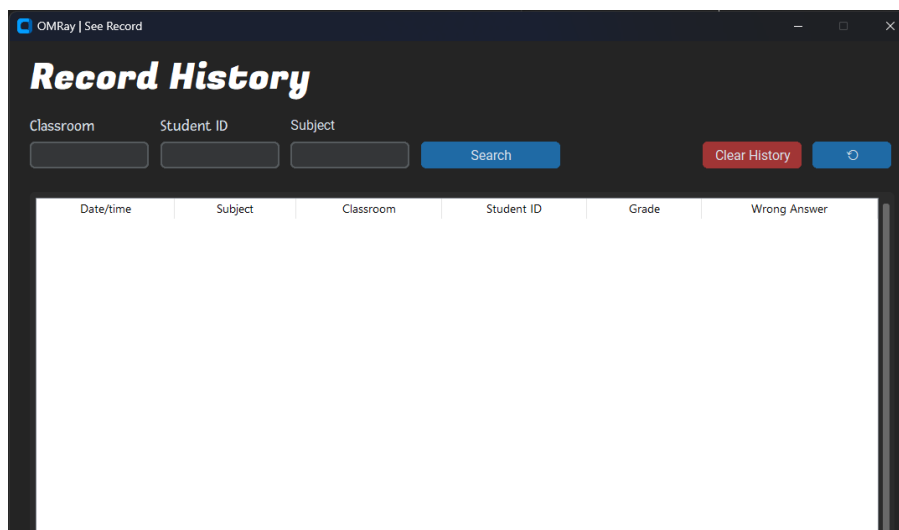 OMRay | See Record
Record History
Classroom Student ID Subject
Search Clear History
Date/time Subject Classroom Student ID Grade Wrong Answer